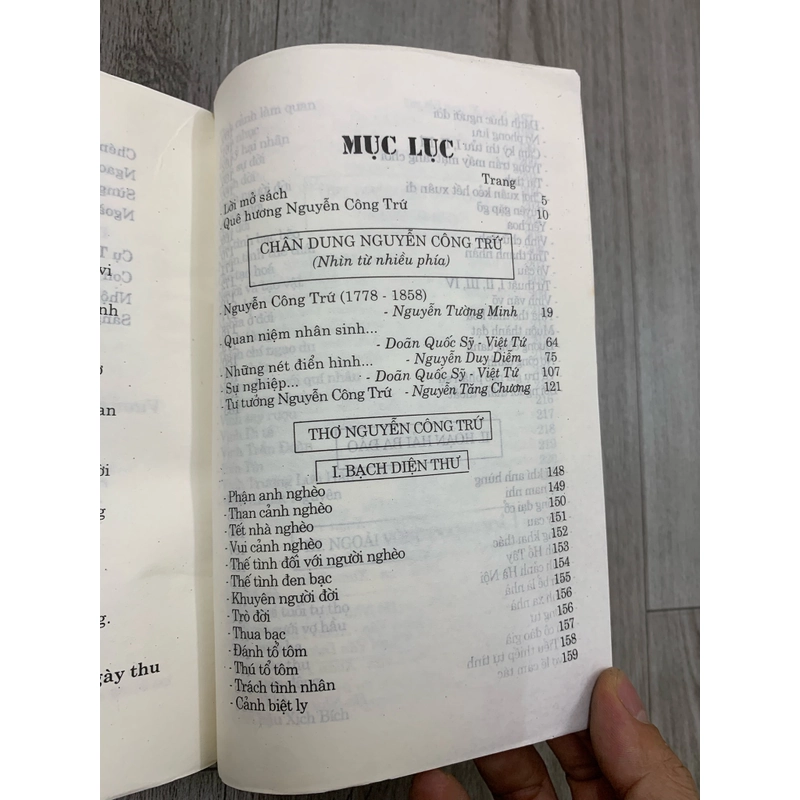 vi
ình
an
ời
g.
gày thu
MỤC LỤC
Trang
- Lời mở sách 5
- Quê hương Nguyễn Công Trứ 10
CHÂN DUNG NGUYỄN CÔNG TRỨ
(Nhìn từ nhiều phía)
- Nguyễn Công Trứ (1778 - 1858)
- Nguyễn Tường Minh 19
- Quan niệm nhân sinh...
- Doãn Quốc Sỹ - Việt Tử 64
- Những nét điển hình... - Nguyễn Duy Diễm 75
- Sự nghiệp... - Doãn Quốc Sỹ - Việt Tử 107
- Tư tưởng Nguyễn Công Trứ - Nguyễn Tăng Chương 121
THƠ NGUYỄN CÔNG TRỨ
I. BẠCH DIỆN THƯ
- Phận anh nghèo 148
- Than cảnh nghèo 149
- Tết nhà nghèo 150
- Vui cảnh nghèo 151
- Thế tình đối với người nghèo 152
- Thế tình đen bạc 153
- Khuyên người đời 154
- Trò đời 155
- Thua bạc 156
- Đánh tổ tôm 156
- Thú tổ tôm 157
- Trách tình nhân 158
- Cảnh biệt ly 159